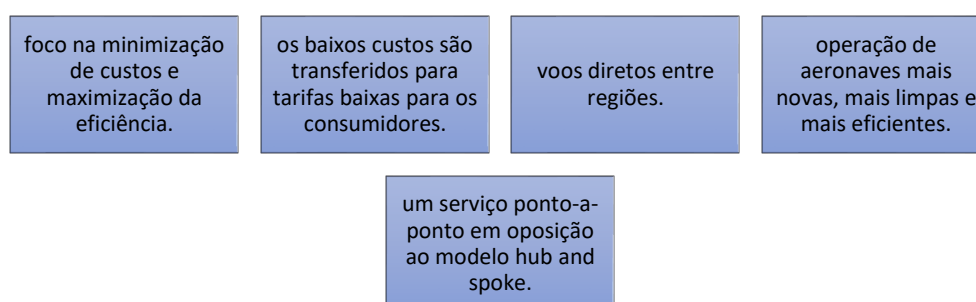 foco na minimização
de custos e
maximização da
eficiência.
os baixos custos são
transferidos para
tarifas baixas para os
consumidores.
voos diretos entre
regiões.
operação de
aeronaves mais
novas, mais limpas e
mais eficientes.
um serviço ponto-a-
ponto em oposição
ao modelo hub and
spoke.